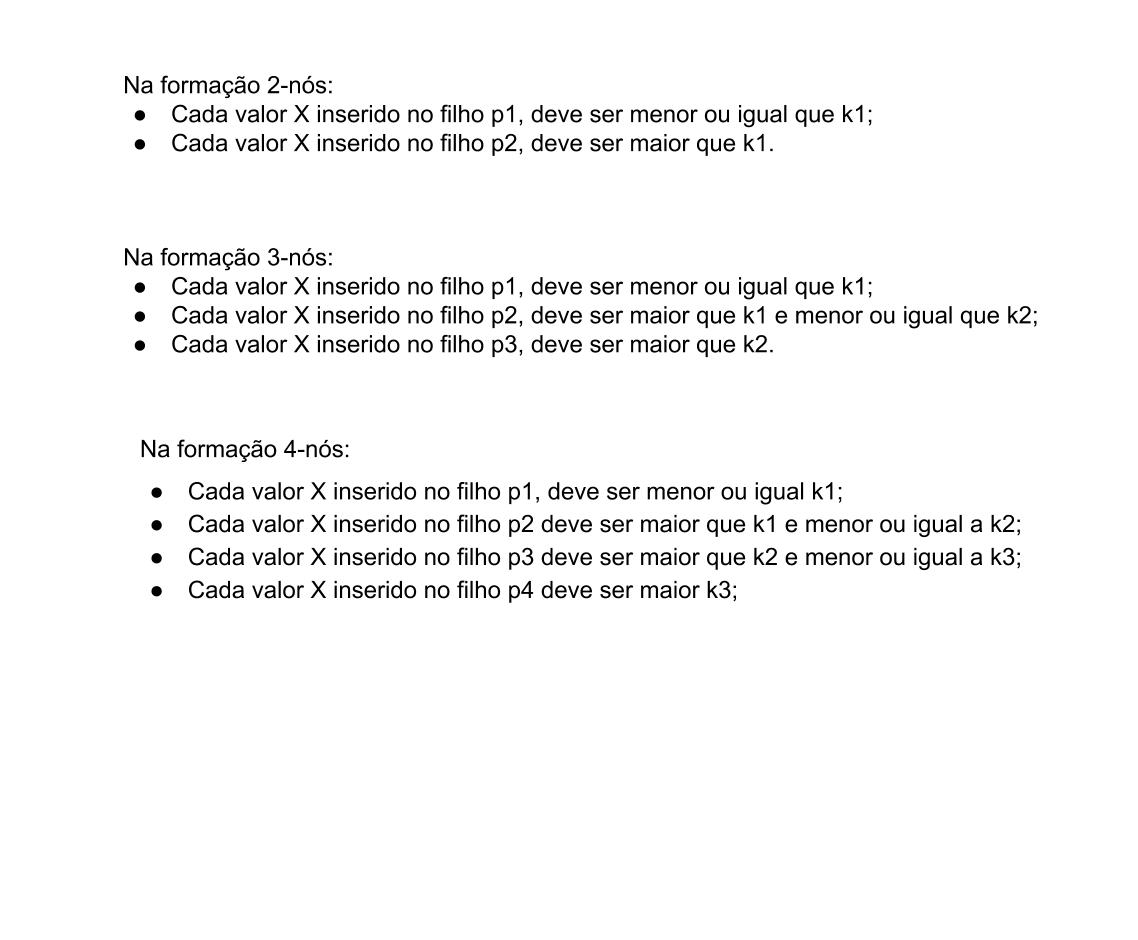 Na formação 2-nós:
● Cada valor X inserido no filho p1, deve ser menor ou igual que k1;
● Cada valor X inserido no filho p2, deve ser maior que k1.
Na formação 3-nós:
● Cada valor X inserido no filho p1, deve ser menor ou igual que k1;
● Cada valor X inserido no filho p2, deve ser maior que k1 e menor ou igual que k2;
● Cada valor X inserido no filho p3, deve ser maior que k2.
Na formação 4-nós:
● Cada valor X inserido no filho p1, deve ser menor ou igual k1;
● Cada valor X inserido no filho p2 deve ser maior que k1 e menor ou igual a k2;
● Cada valor X inserido no filho p3 deve ser maior que k2 e menor ou igual a k3;
● Cada valor X inserido no filho p4 deve ser maior k3;